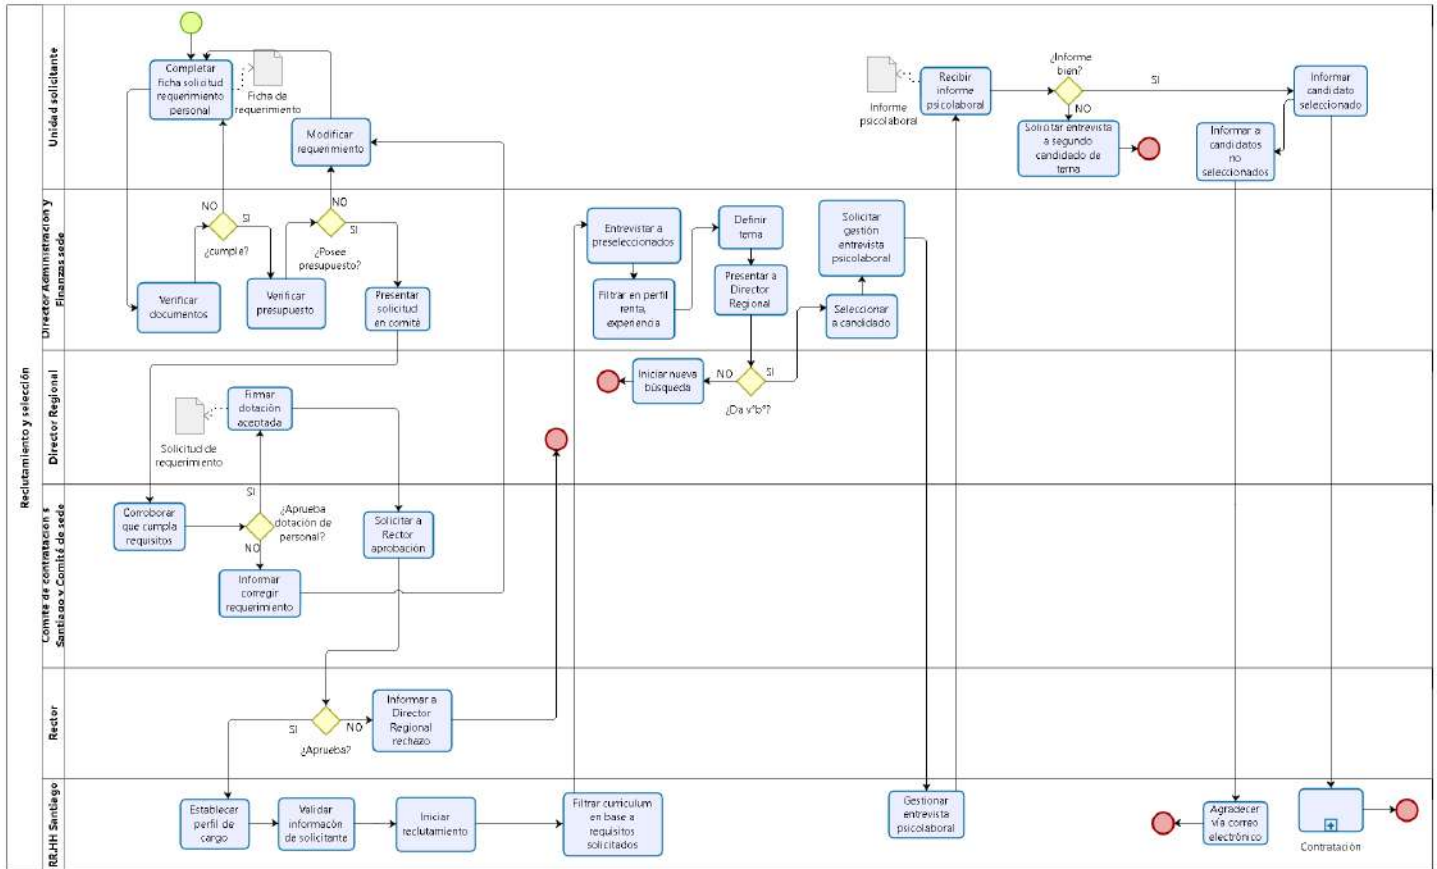 Reclutamiento y selección
Unidad solicitante
Completar
ficha solicitud
requerimiento
personal
Ficha de
requerimiento
Modificar
requerimiento
Informe
psicolaboral
Recibir
informe
psicolaboral
¿Informe
bien?
SI
NO
Solicitar entrevista
a segundo
candidado de
terna
Informar a
candidatos
no
seleccionados
Informar
candidato
seleccionado
Director Administración y
Finanzas sede
NO
SI
¿cumple?
Verificar
documentos
NO
SI
¿Posee
presupuesto?
Verificar
presupuesto
Presentar
solicitud
en comité
Entrevistar a
preseleccionados
Filtrar en perfil
renta,
experiencia
Definir
terna
Presentar a
Director
Regional
Solicitar
gestión
entrevista
psicolaboral
Seleccionar
a candidado
Director Regional
Solicitud de
requerimiento
Firmar
dotación
aceptada
Iniciar nueva
búsqueda
NO
SI
¿Da v°b°?
Comité de contratación s
Santiago y Comité de sede
Corroborar
que cumpla
requisitos
SI
¿Aprueba
dotación de
personal?
NO
Informar
corregir
requerimiento
Solicitar a
Rector
aprobación
Rector
SI
NO
¿Aprueba?
Informar a
Director
Regional
rechazo
RR.HH Santiago
Establecer
perfil de
cargo
Validar
información
de solicitante
Iniciar
reclutamiento
Filtrar curriculum
en base a
requisitos
solicitados
Gestionar
entrevista
psicolaboral
Agradecer
vía correo
electrónico
Contratación